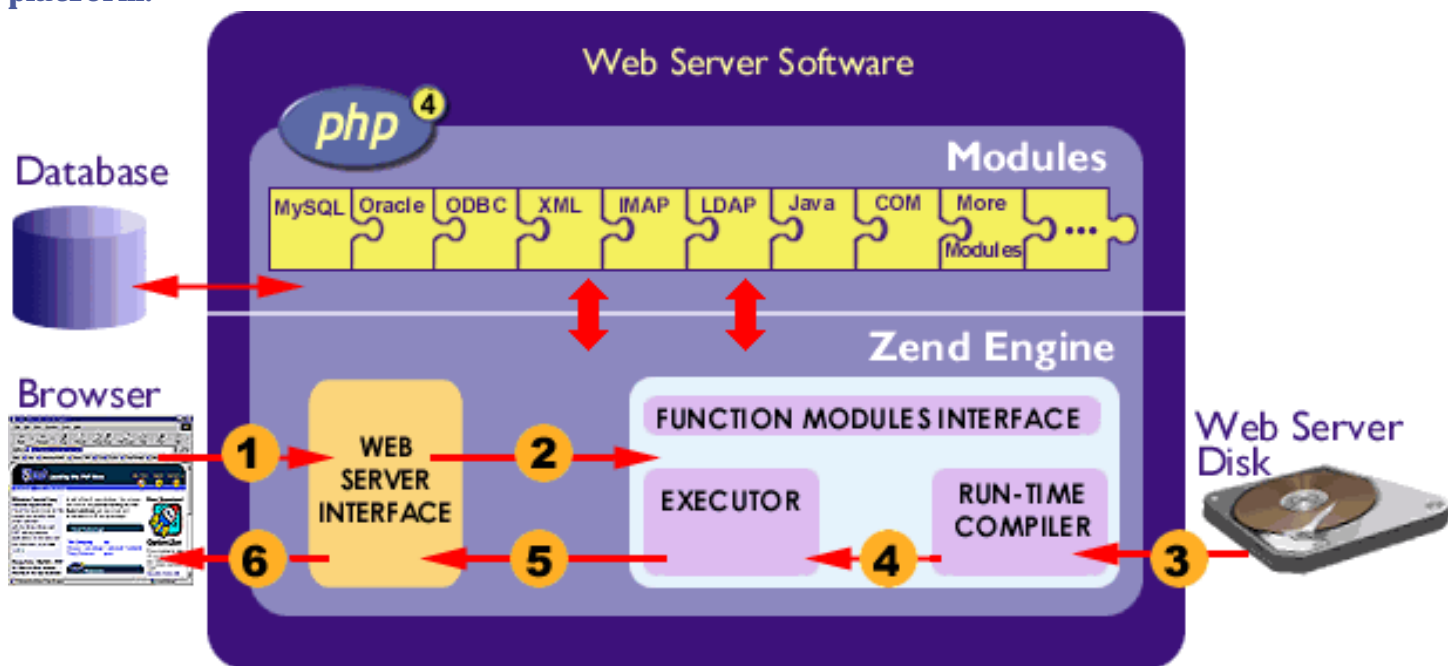 platform.
Web Server Software
php 4
Modules
Database
MySQL Oracle ODBC XML IMAP LDAP Java COM More Modules ...
Zend Engine
Browser
FUNCTION MODULES INTERFACE
Web Server
Disk
1
WEB
SERVER
INTERFACE
2
EXECUTOR
RUN-TIME
COMPILER
6
5
4
3